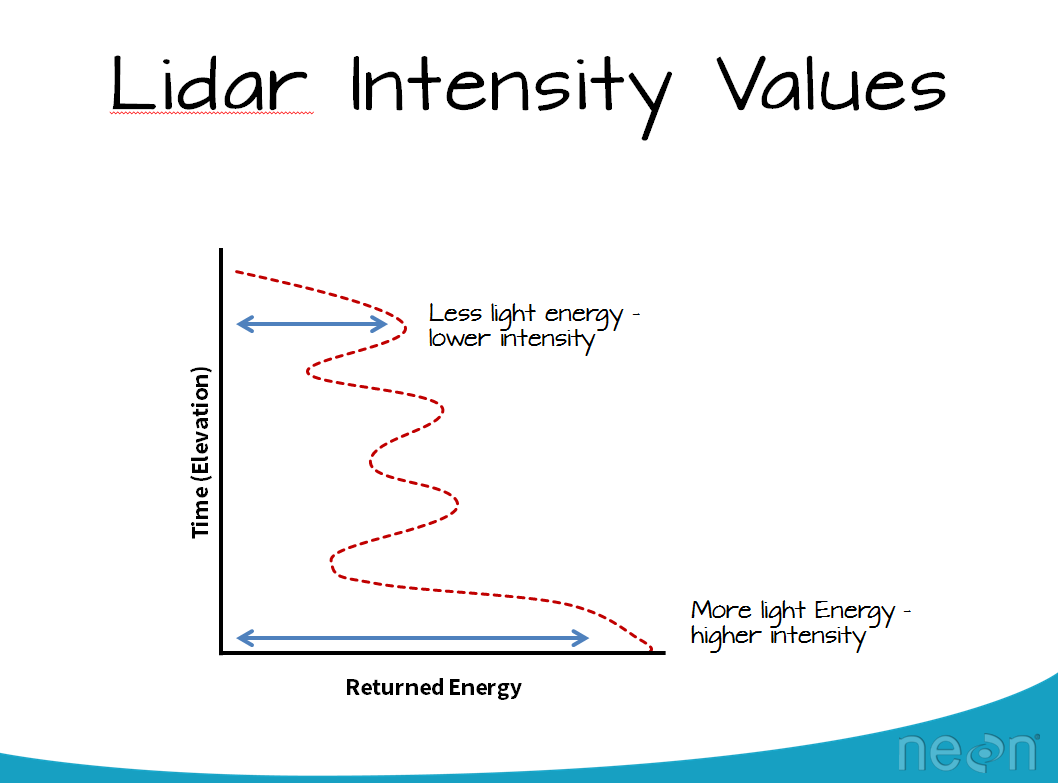 Lidar Intensity Values
Less light energy -
lower intensity
Time (Elevation)
More light Energy -
higher intensity
Returned Energy
neon